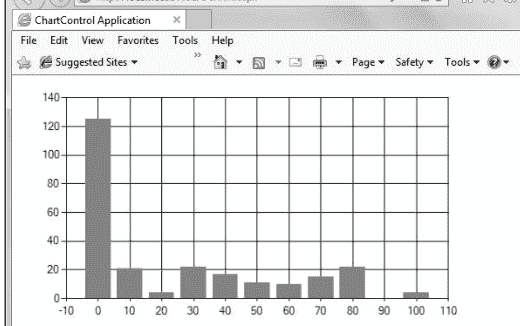 ChartControl Application
File Edit View Favorites Tools Help
Suggested Sites
Page Safety Tools
140
120
100
80
60
40
20
0
-10 0 10 20 30 40 50 60 70 80 90 100 110